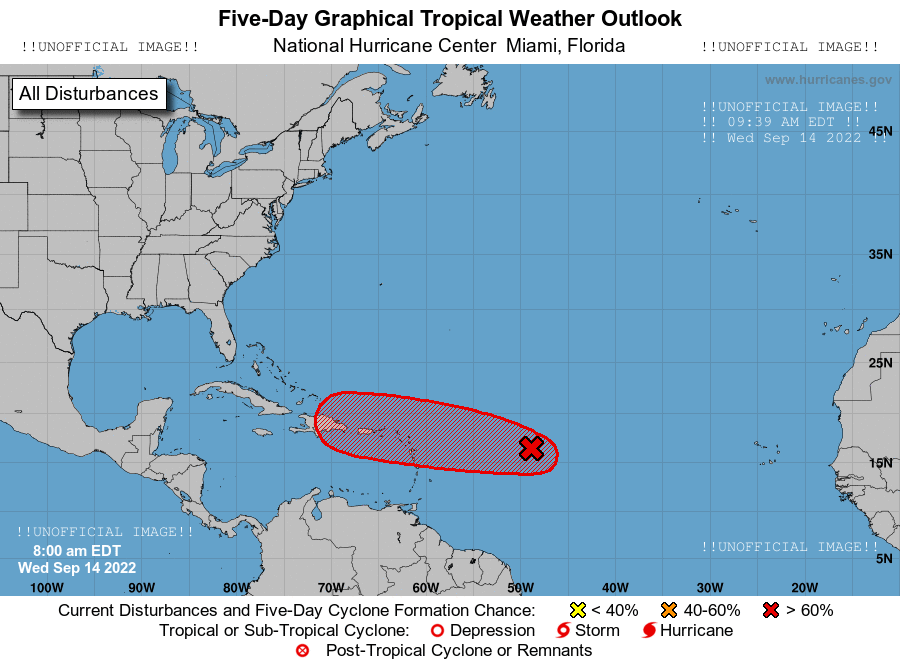 Five-Day Graphical Tropical Weather Outlook
!!UNOFFICIAL IMAGE!! National Hurricane Center  Miami, Florida !!UNOFFICIAL IMAGE!!
www.hurricanes.gov
All Disturbances
!!UNOFFICIAL IMAGE!!
!! 09:39 AM EDT !!
!! Wed Sep 14 2022 !!
45N
35N
25N
15N
!!UNOFFICIAL IMAGE!!
8:00 am EDT
Wed Sep 14 2022
!!UNOFFICIAL IMAGE!!
5N
100W 90W 80W 70W 60W 50W 40W 30W 20W
Current Disturbances and Five-Day Cyclone Formation Chance: < 40% 40-60% > 60%
Tropical or Sub-Tropical Cyclone: Depression Storm Hurricane
Post-Tropical Cyclone or Remnants